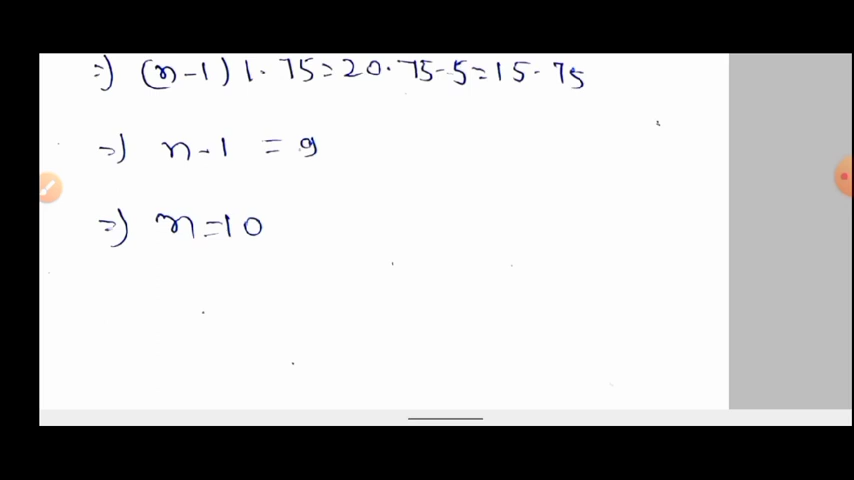 =) (n-1) 1.75=20.75-5=15.75
=) n-1 = 9
=) n=10